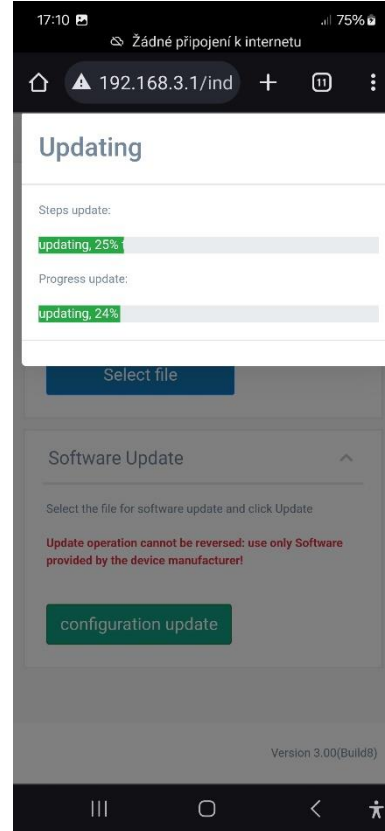 17:10 75%
Žádné připojení k internetu
192.168.3.1/ind 11
Updating
Steps update:
updating, 25%
Progress update:
updating, 24%
Select file
Software Update
Select the file for software update and click Update
Update operation cannot be reversed: use only Software
provided by the device manufacturer!
configuration update
Version 3.00(Build8)